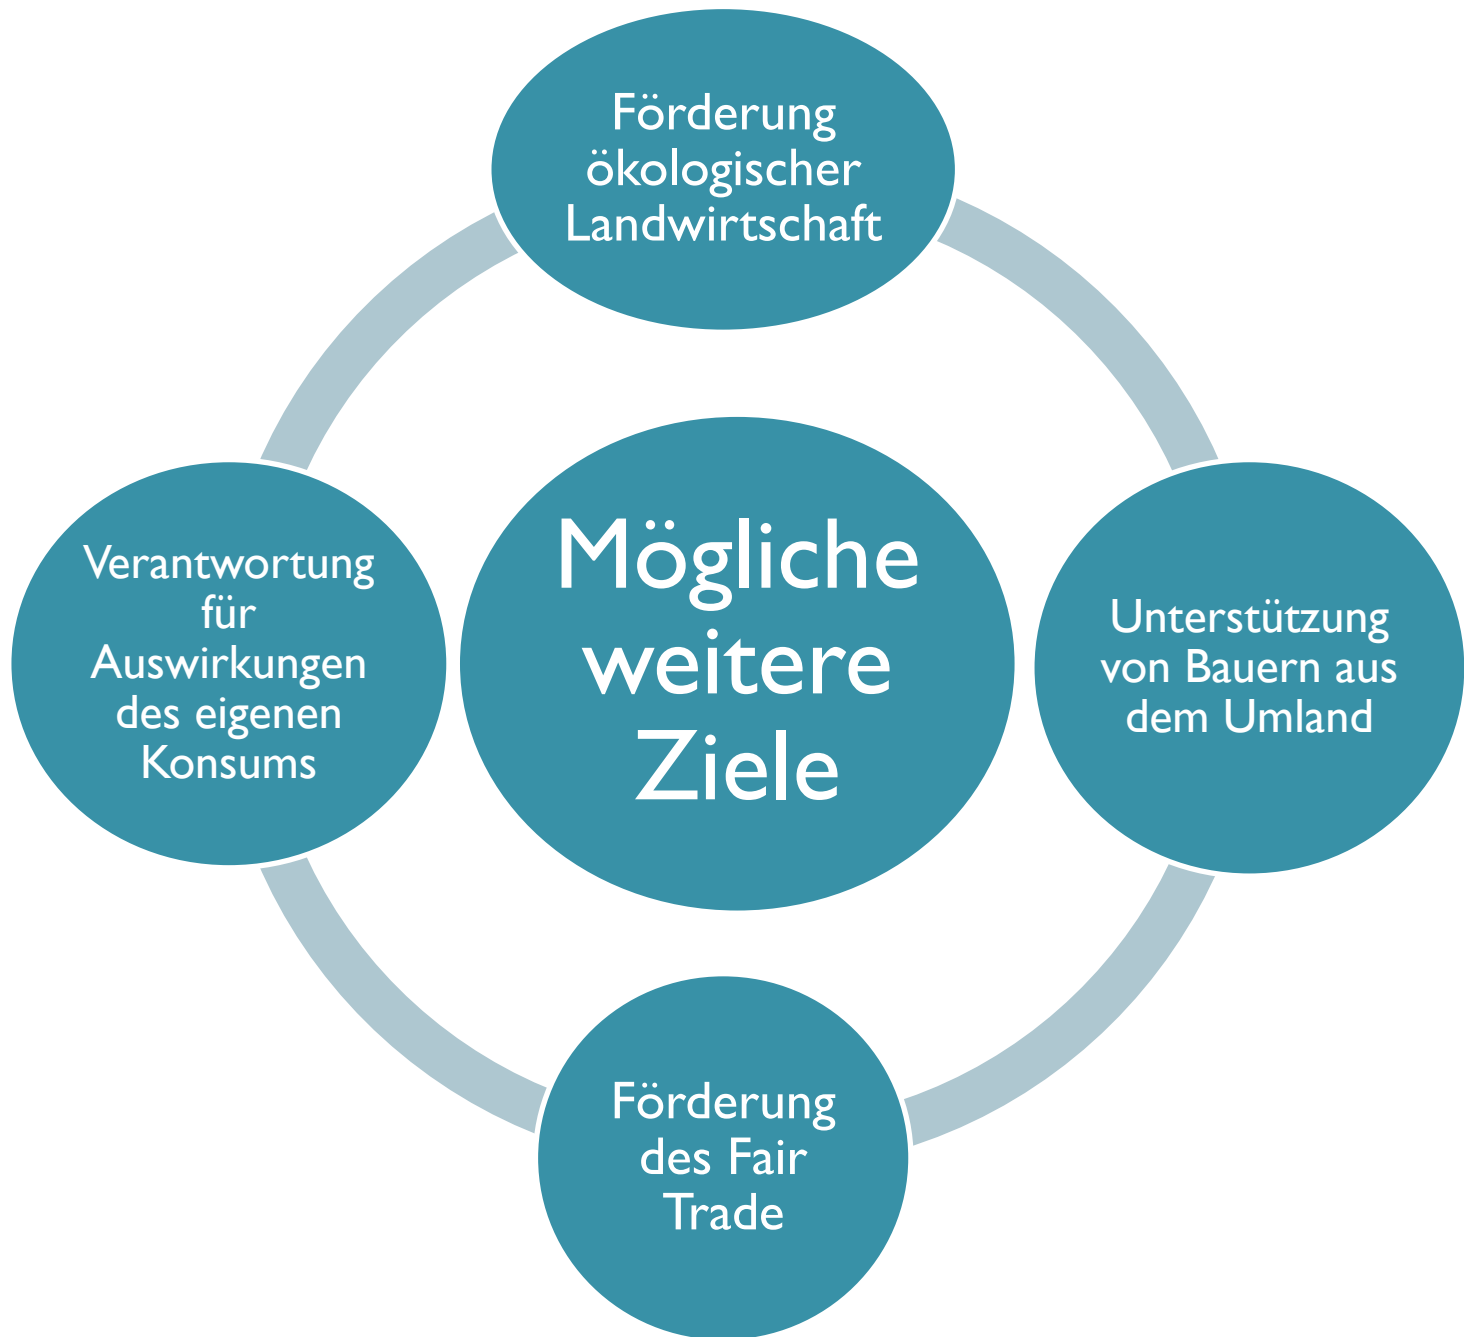 Förderung
ökologischer
Landwirtschaft
Mögliche
weitere
Ziele
Verantwortung
für
Auswirkungen
des eigenen
Konsums
Unterstützung
von Bauern aus
dem Umland
Förderung
des Fair
Trade